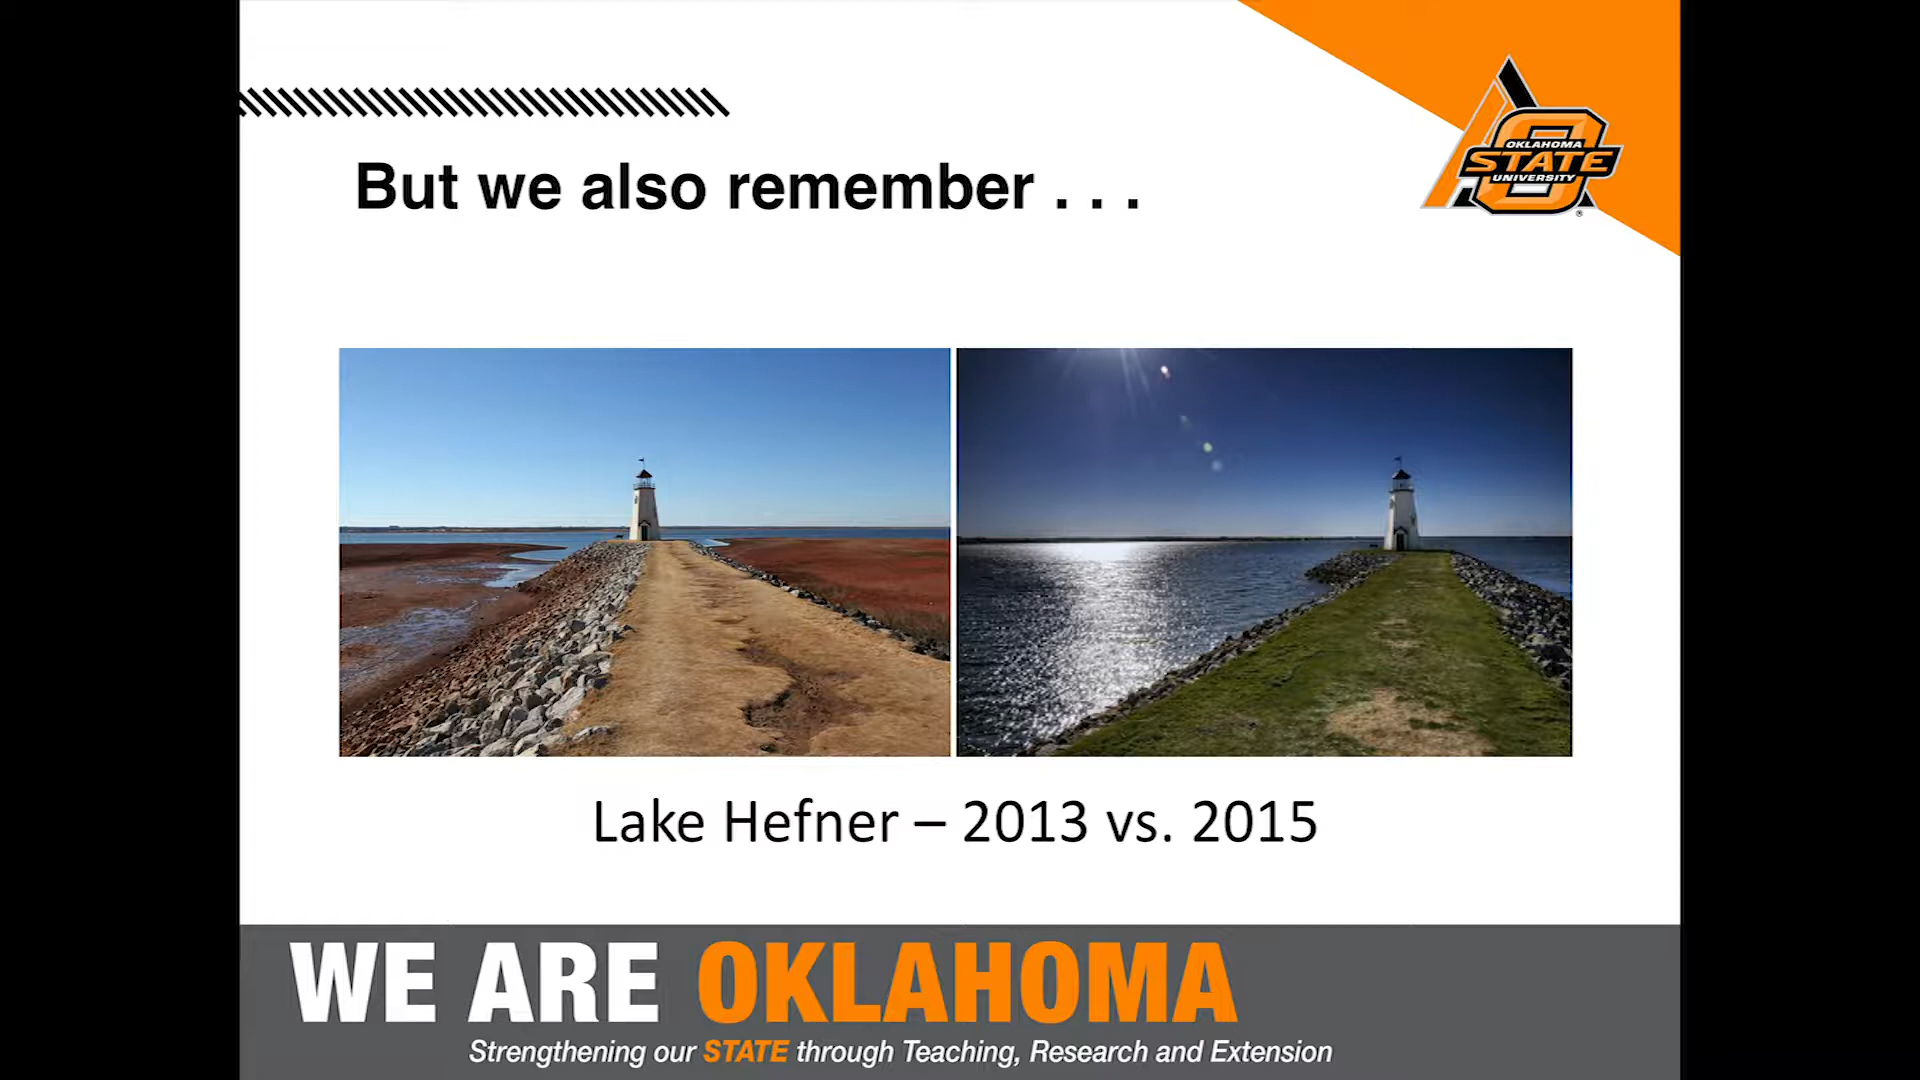 But we also remember . . .
OKLAHOMA
STATE
UNIVERSITY
®
Lake Hefner – 2013 vs. 2015
WE ARE OKLAHOMA
Strengthening our STATE through Teaching, Research and Extension